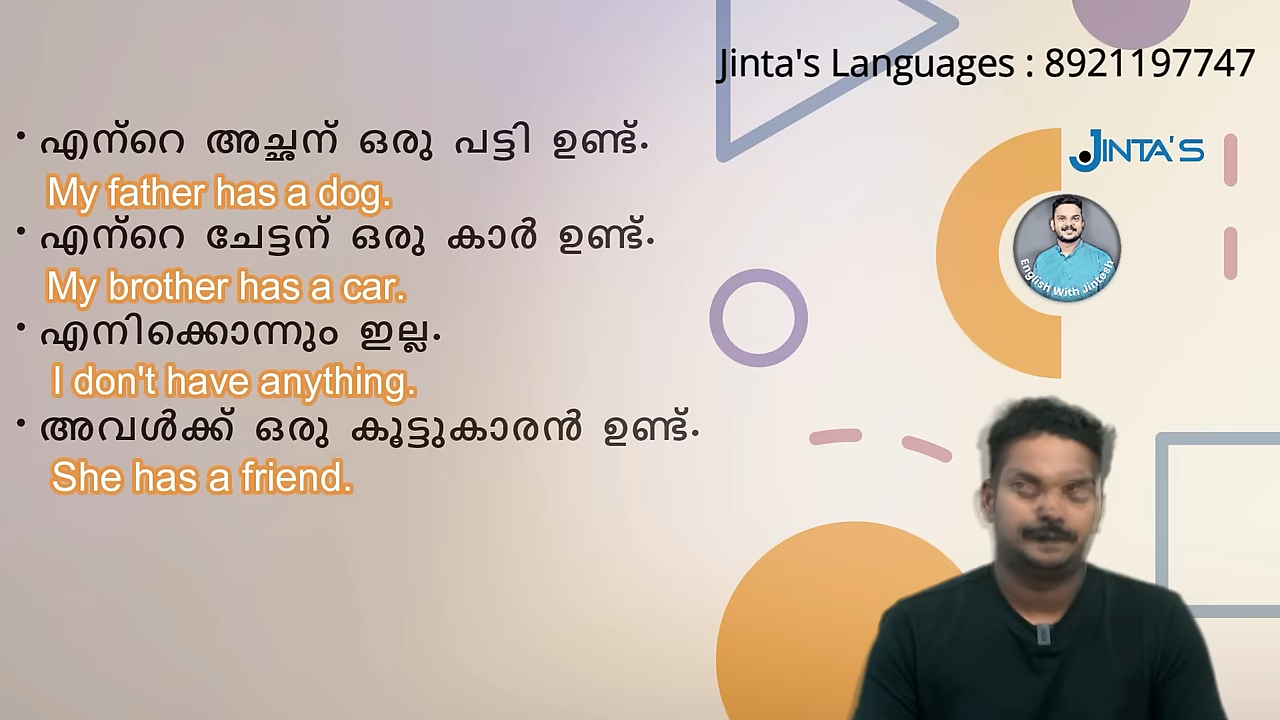 Jinta's Languages : 8921197747
• എന്റെ അച്ഛന് ഒരു പട്ടി ഉണ്ട്.
My father has a dog.
• എന്റെ ചേട്ടന് ഒരു കാർ ഉണ്ട്.
My brother has a car.
• എനിക്കൊന്നും ഇല്ല.
I don't have anything.
• അവൾക്ക് ഒരു കൂട്ടുകാരൻ ഉണ്ട്.
She has a friend.
JINTA'S
English With Jintesh